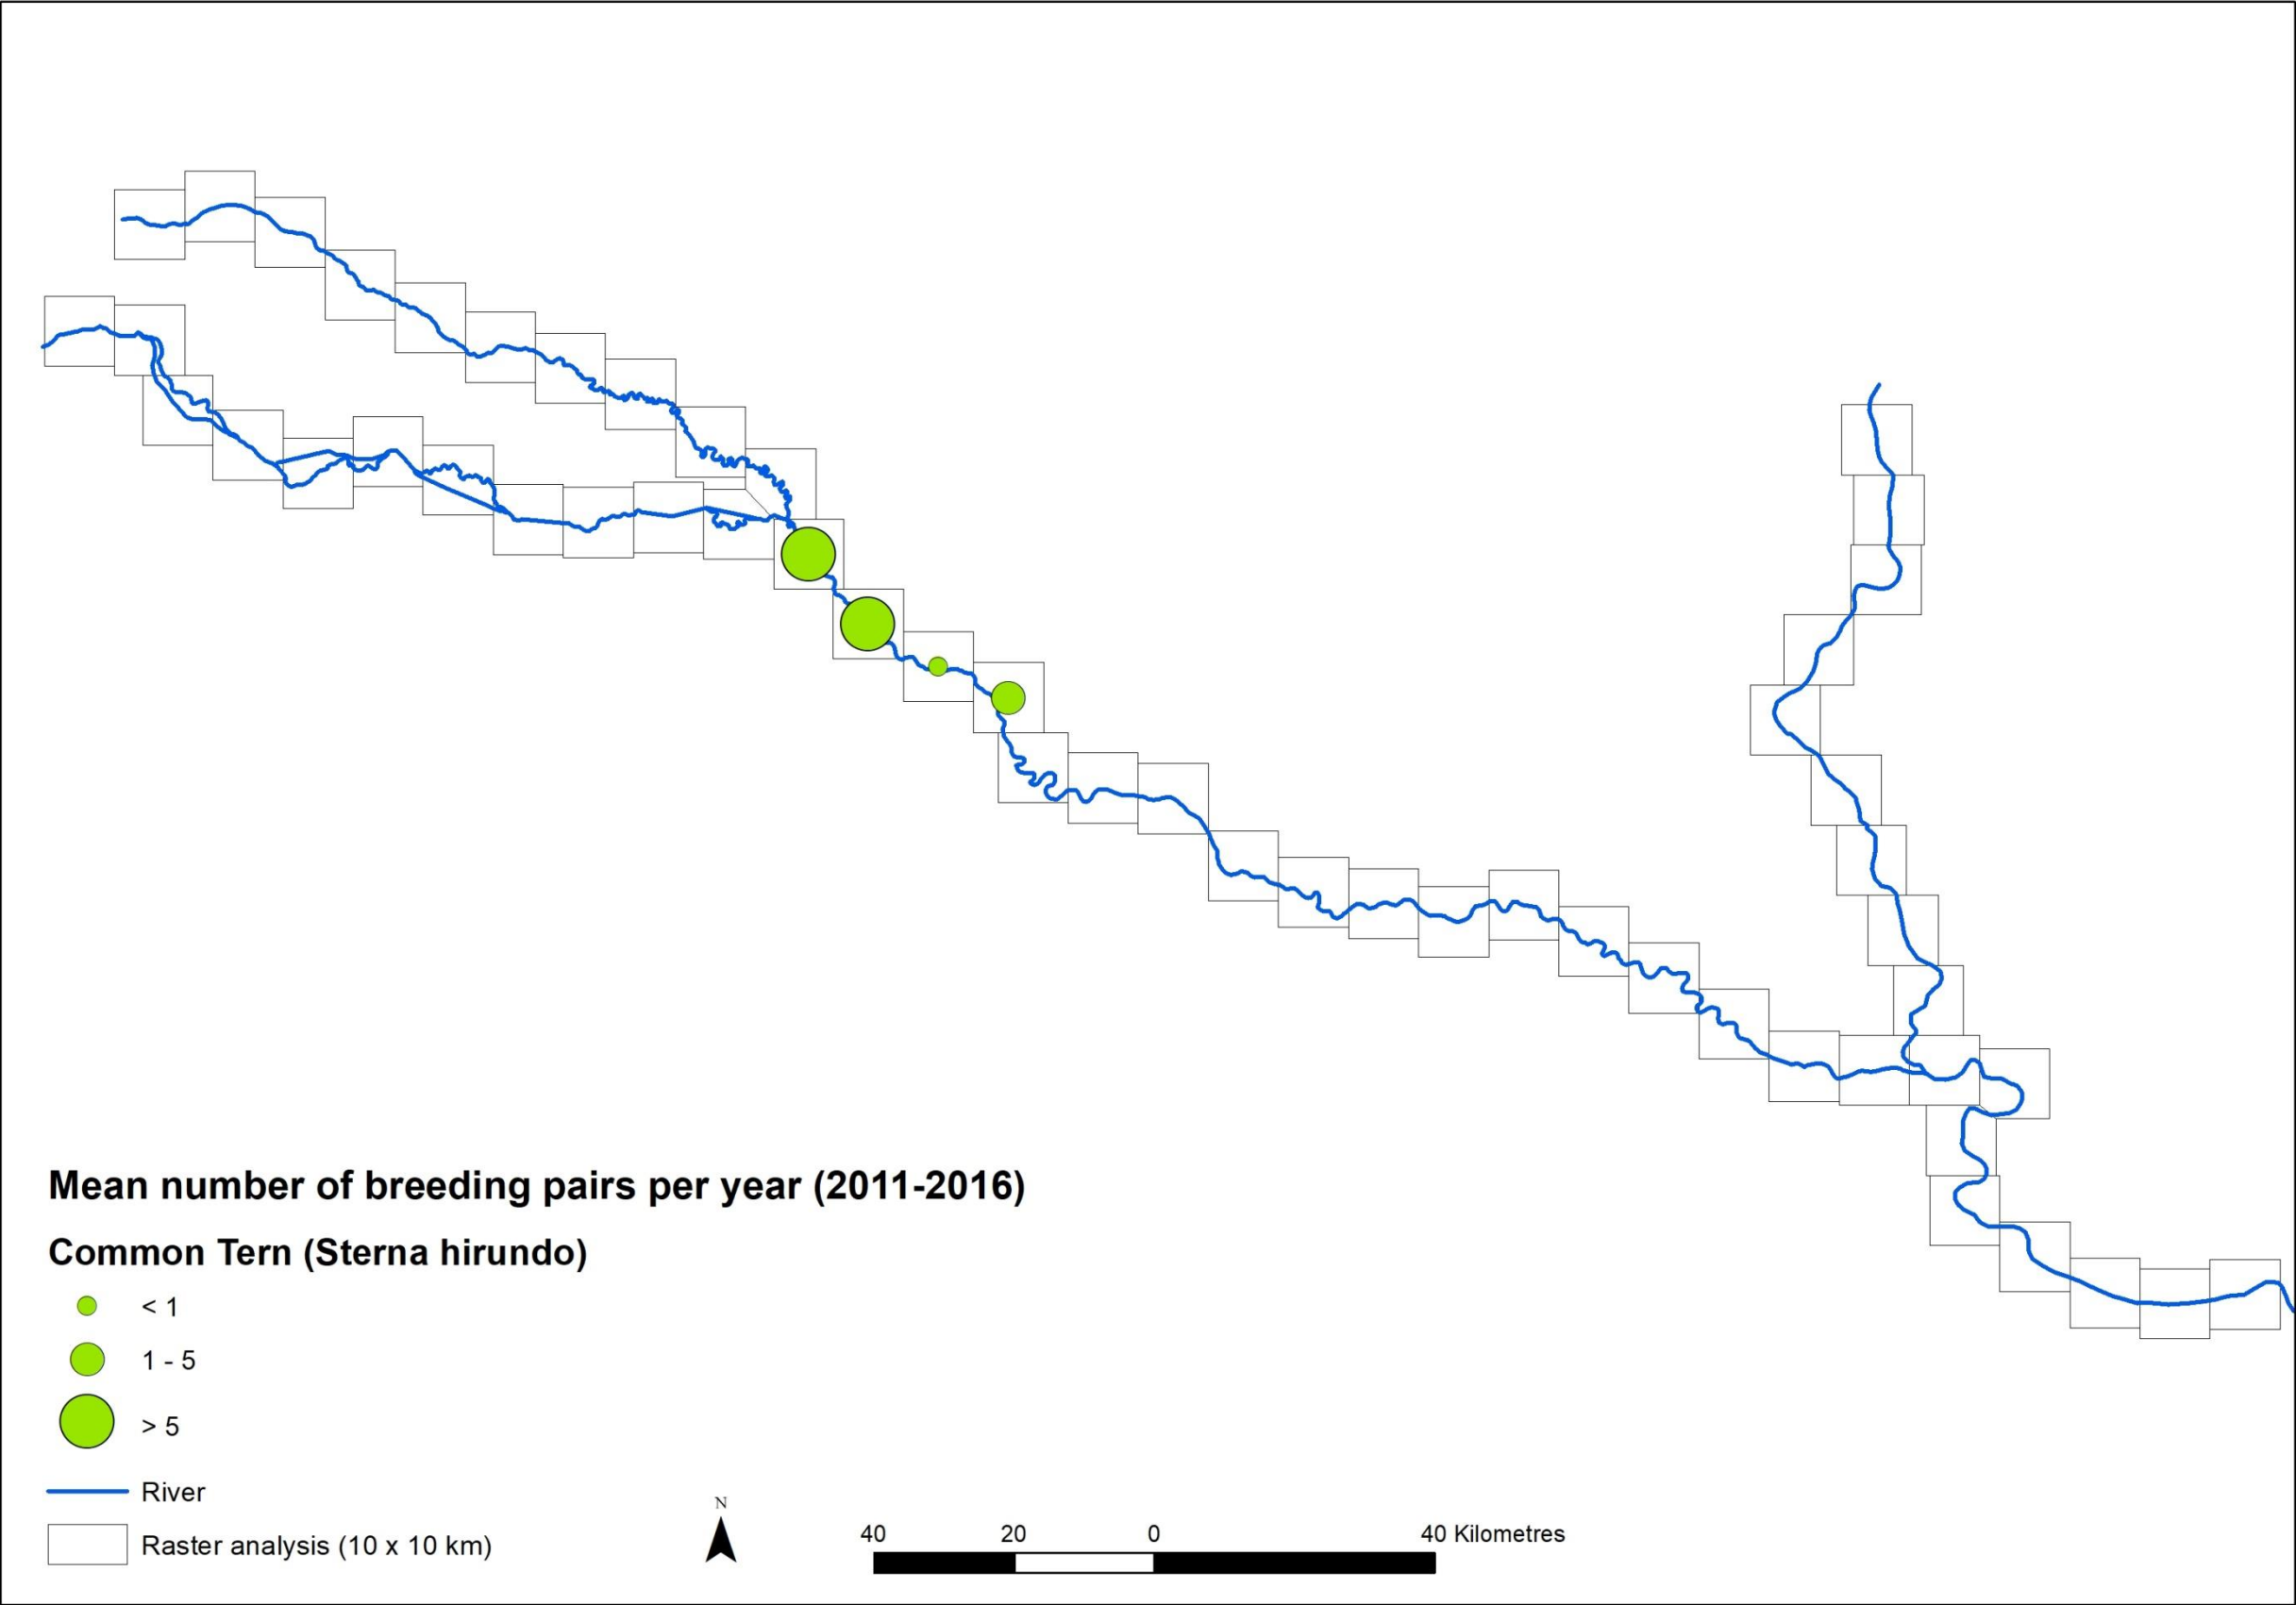 Mean number of breeding pairs per year (2011-2016)
Common Tern (Sterna hirundo)
< 1
1 - 5
> 5
River
Raster analysis (10 x 10 km)
N
40 20 0 40 Kilometres